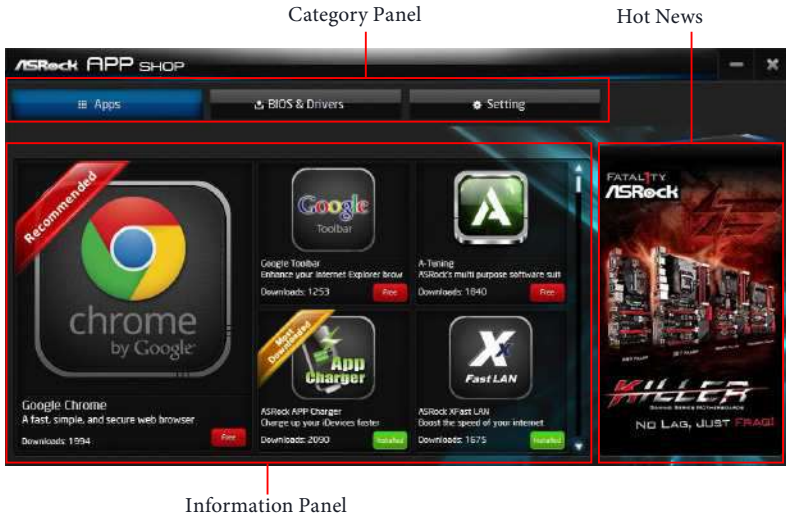 Category Panel
Hot News
ASRock APP SHOP
Apps
BIOS & Drivers
Setting
Recommended
chrome
by Google
Google Chrome
A fast, simple, and secure web browser
Downloads: 1994
Free
Google
Toolbar
Google Toolbar
Enhance your Internet Explorer brow
Downloads: 1253
Free
A-Tuning
ASRock's multi purpose software suit
Downloads: 1840
Free
Most Downloaded
App
Charger
ASRock APP Charger
Charge up your iDevices faster
Downloads: 2090
Installed
X
Fast LAN
ASRock XFast LAN
Boost the speed of your internet
Downloads: 1675
Installed
FATAL1TY
ASRock
KILLER
GAMING SERIES MOTHERBOARDS
NO LAG, JUST FRAG!
Information Panel